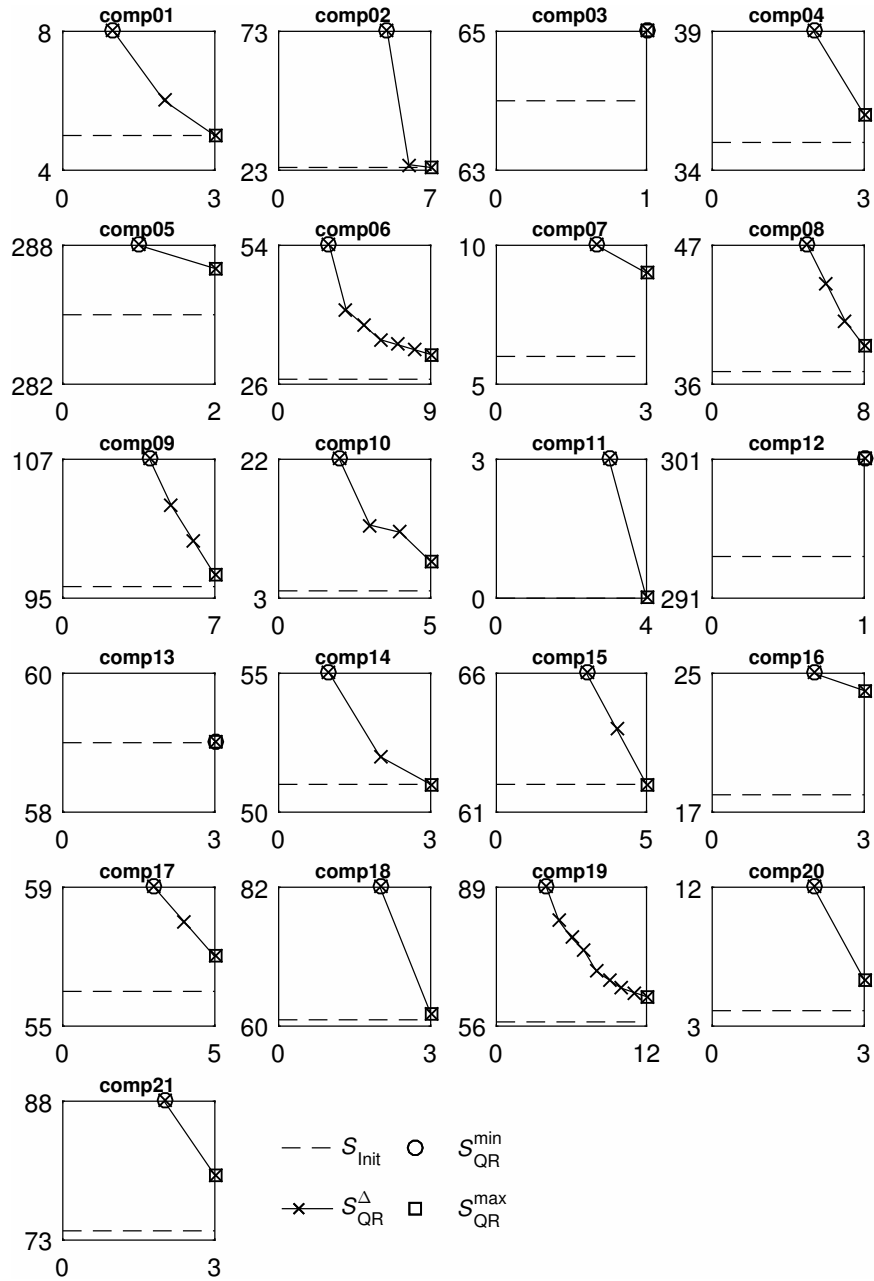 comp01 comp02 comp03 comp04
8 73 65 39
4 23 63 34
0 3 0 7 0 1 0 3
comp05 comp06 comp07 comp08
288 54 10 47
282 26 5 36
0 2 0 9 0 3 0 8
comp09 comp10 comp11 comp12
107 22 3 301
95 3 0 291
0 7 0 5 0 4 0 1
comp13 comp14 comp15 comp16
60 55 66 25
58 50 61 17
0 3 0 3 0 5 0 3
comp17 comp18 comp19 comp20
59 82 89 12
55 60 56 3
0 5 0 3 0 12 0 3
comp21
88
73
0 3
S Init S min QR
S Δ QR S max QR